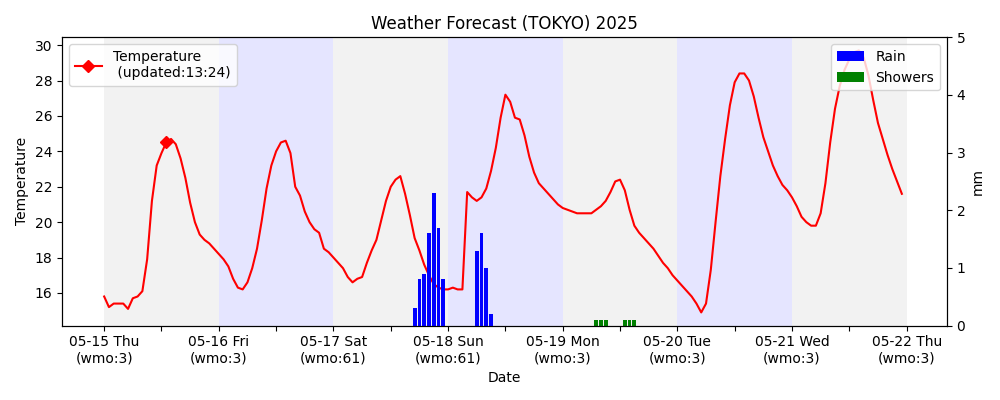 Weather Forecast (TOKYO) 2025
Temperature
(updated:13:24)
Rain
Showers
30
28
26
24
22
20
18
16
Temperature
5
4
3
2
1
0
mm
05-15 Thu
(wmo:3)
05-16 Fri
(wmo:3)
05-17 Sat
(wmo:61)
05-18 Sun
(wmo:61)
05-19 Mon
(wmo:3)
05-20 Tue
(wmo:3)
05-21 Wed
(wmo:3)
05-22 Thu
(wmo:3)
Date